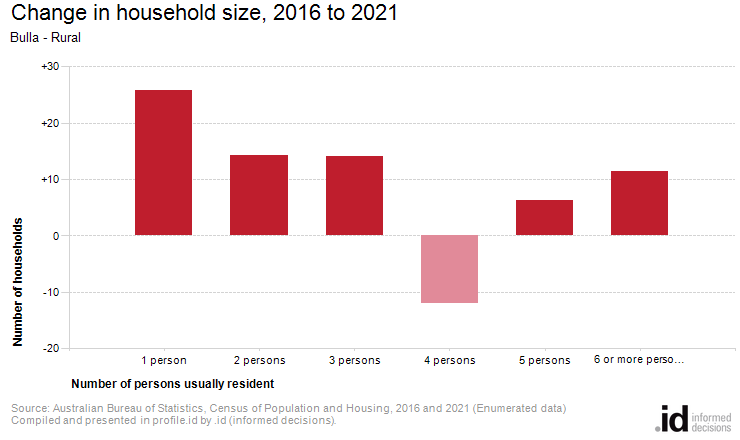 Change in household size, 2016 to 2021
Bulla - Rural
+30
+20
+10
0
-10
-20
Number of households
1 person
2 persons
3 persons
4 persons
5 persons
6 or more perso...
Number of persons usually resident
Source: Australian Bureau of Statistics, Census of Population and Housing, 2016 and 2021 (Enumerated data)
Compiled and presented in profile.id by .id (informed decisions).
.id informed
decisions